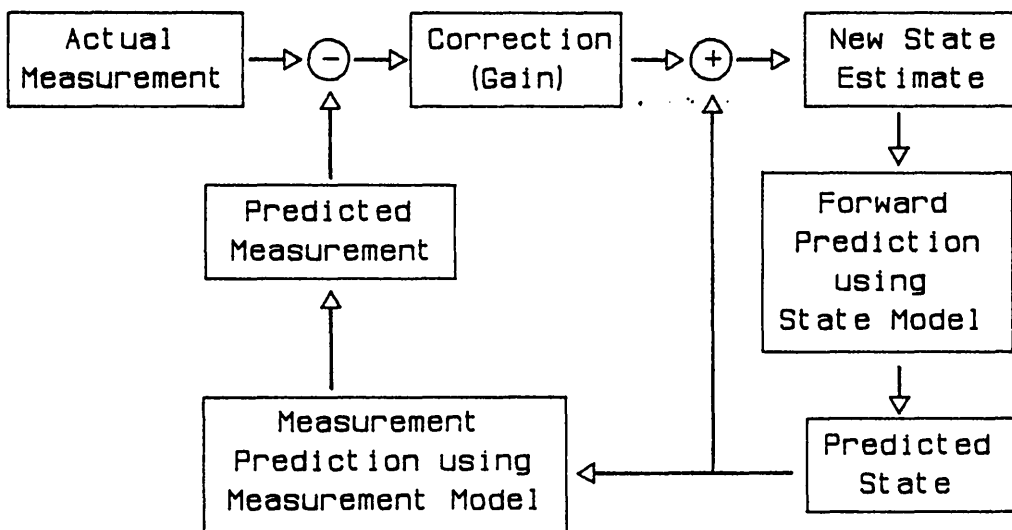 Actual
Measurement
−
Correction
(Gain)
+
New State
Estimate
Predicted
Measurement
Forward
Prediction
using
State Model
Measurement
Prediction using
Measurement Model
Predicted
State